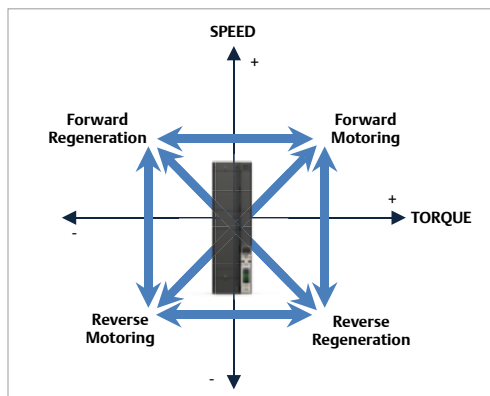 SPEED
+
Forward
Regeneration
Forward
Motoring
+
TORQUE
-
Reverse
Motoring
Reverse
Regeneration
-